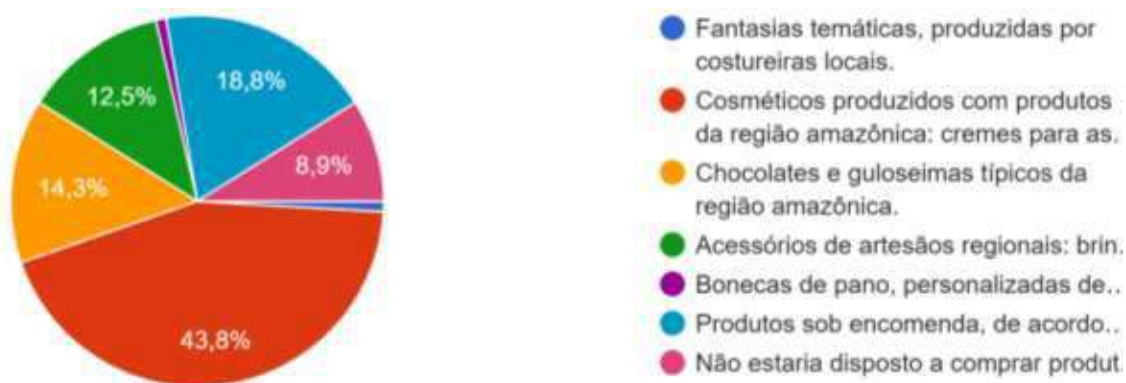 18,8%
12,5%
8,9%
14,3%
43,8%
Fantasias temáticas, produzidas por
costureiras locais.
Cosméticos produzidos com produtos
da região amazônica: cremes para as.
Chocolates e guloseimas típicos da
região amazônica.
Acessórios de artesãos regionais: brin.
Bonecas de pano, personalizadas de…
Produtos sob encomenda, de acordo…
Não estaria disposto a comprar produt.